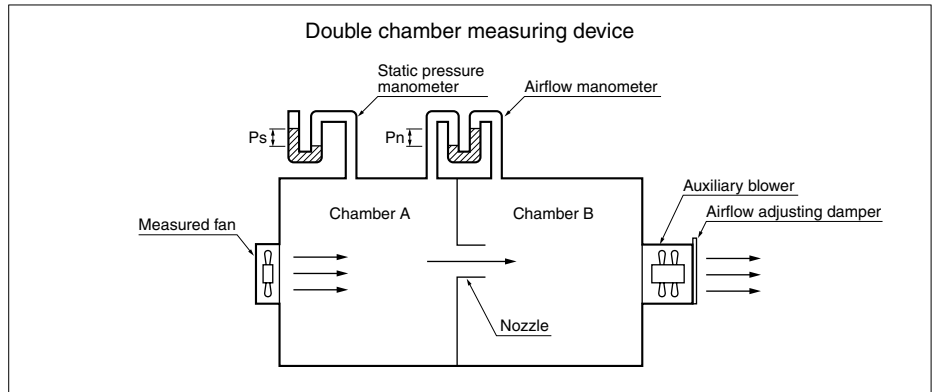 Double chamber measuring device
Static pressure
manometer
Airflow manometer
Ps
Pn
Auxiliary blower
Airflow adjusting damper
Measured fan
Chamber A
Chamber B
Nozzle